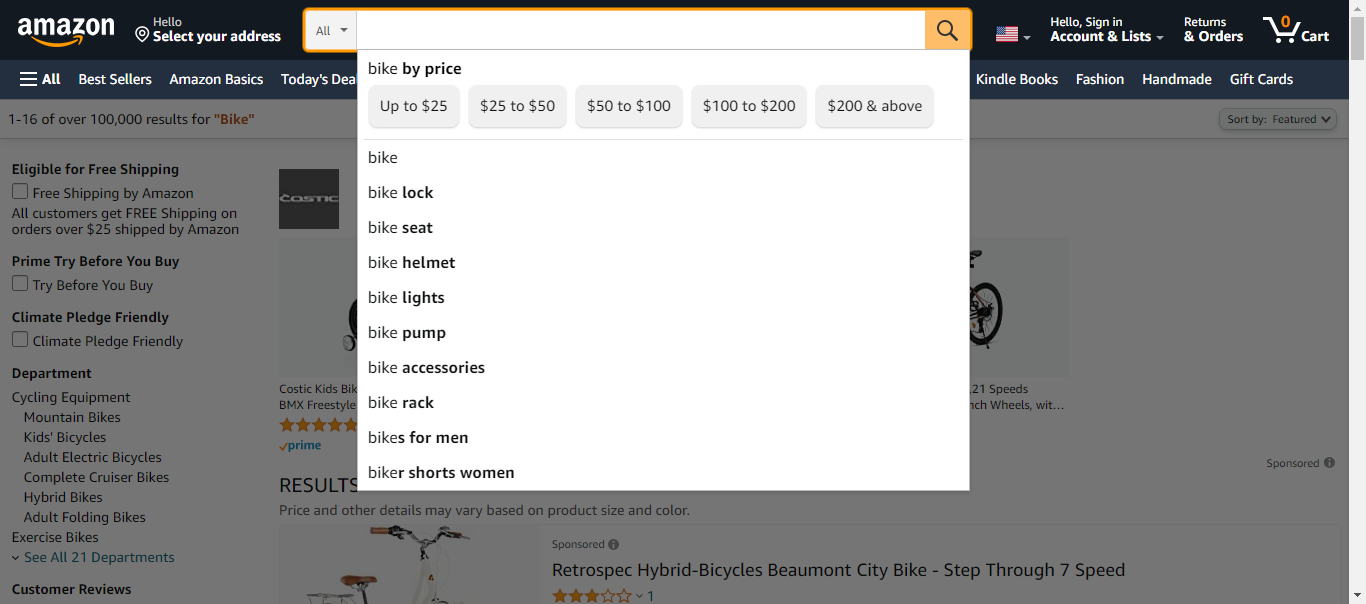 amazon
Hello
Select your address
All
Hello, Sign in
Account & Lists
Returns
& Orders
0
Cart
All
Best Sellers
Amazon Basics
Today's Deal
Kindle Books
Fashion
Handmade
Gift Cards
bike by price
Up to $25
$25 to $50
$50 to $100
$100 to $200
$200 & above
bike
bike lock
bike seat
bike helmet
bike lights
bike pump
bike accessories
bike rack
bikes for men
biker shorts women
1-16 of over 100,000 results for "Bike"
Sort by: Featured
Eligible for Free Shipping
Free Shipping by Amazon
All customers get FREE Shipping on
orders over $25 shipped by Amazon
Prime Try Before You Buy
Try Before You Buy
Climate Pledge Friendly
Climate Pledge Friendly
Department
Cycling Equipment
Mountain Bikes
Kids' Bicycles
Adult Electric Bicycles
Complete Cruiser Bikes
Hybrid Bikes
Adult Folding Bikes
Exercise Bikes
See All 21 Departments
Customer Reviews
COSTIC
Costic Kids Bik
BMX Freestyle
prime
,21 Speeds
nch Wheels, wit...
Sponsored
RESULTS
Price and other details may vary based on product size and color.
Sponsored
Retrospec Hybrid-Bicycles Beaumont City Bike - Step Through 7 Speed
1